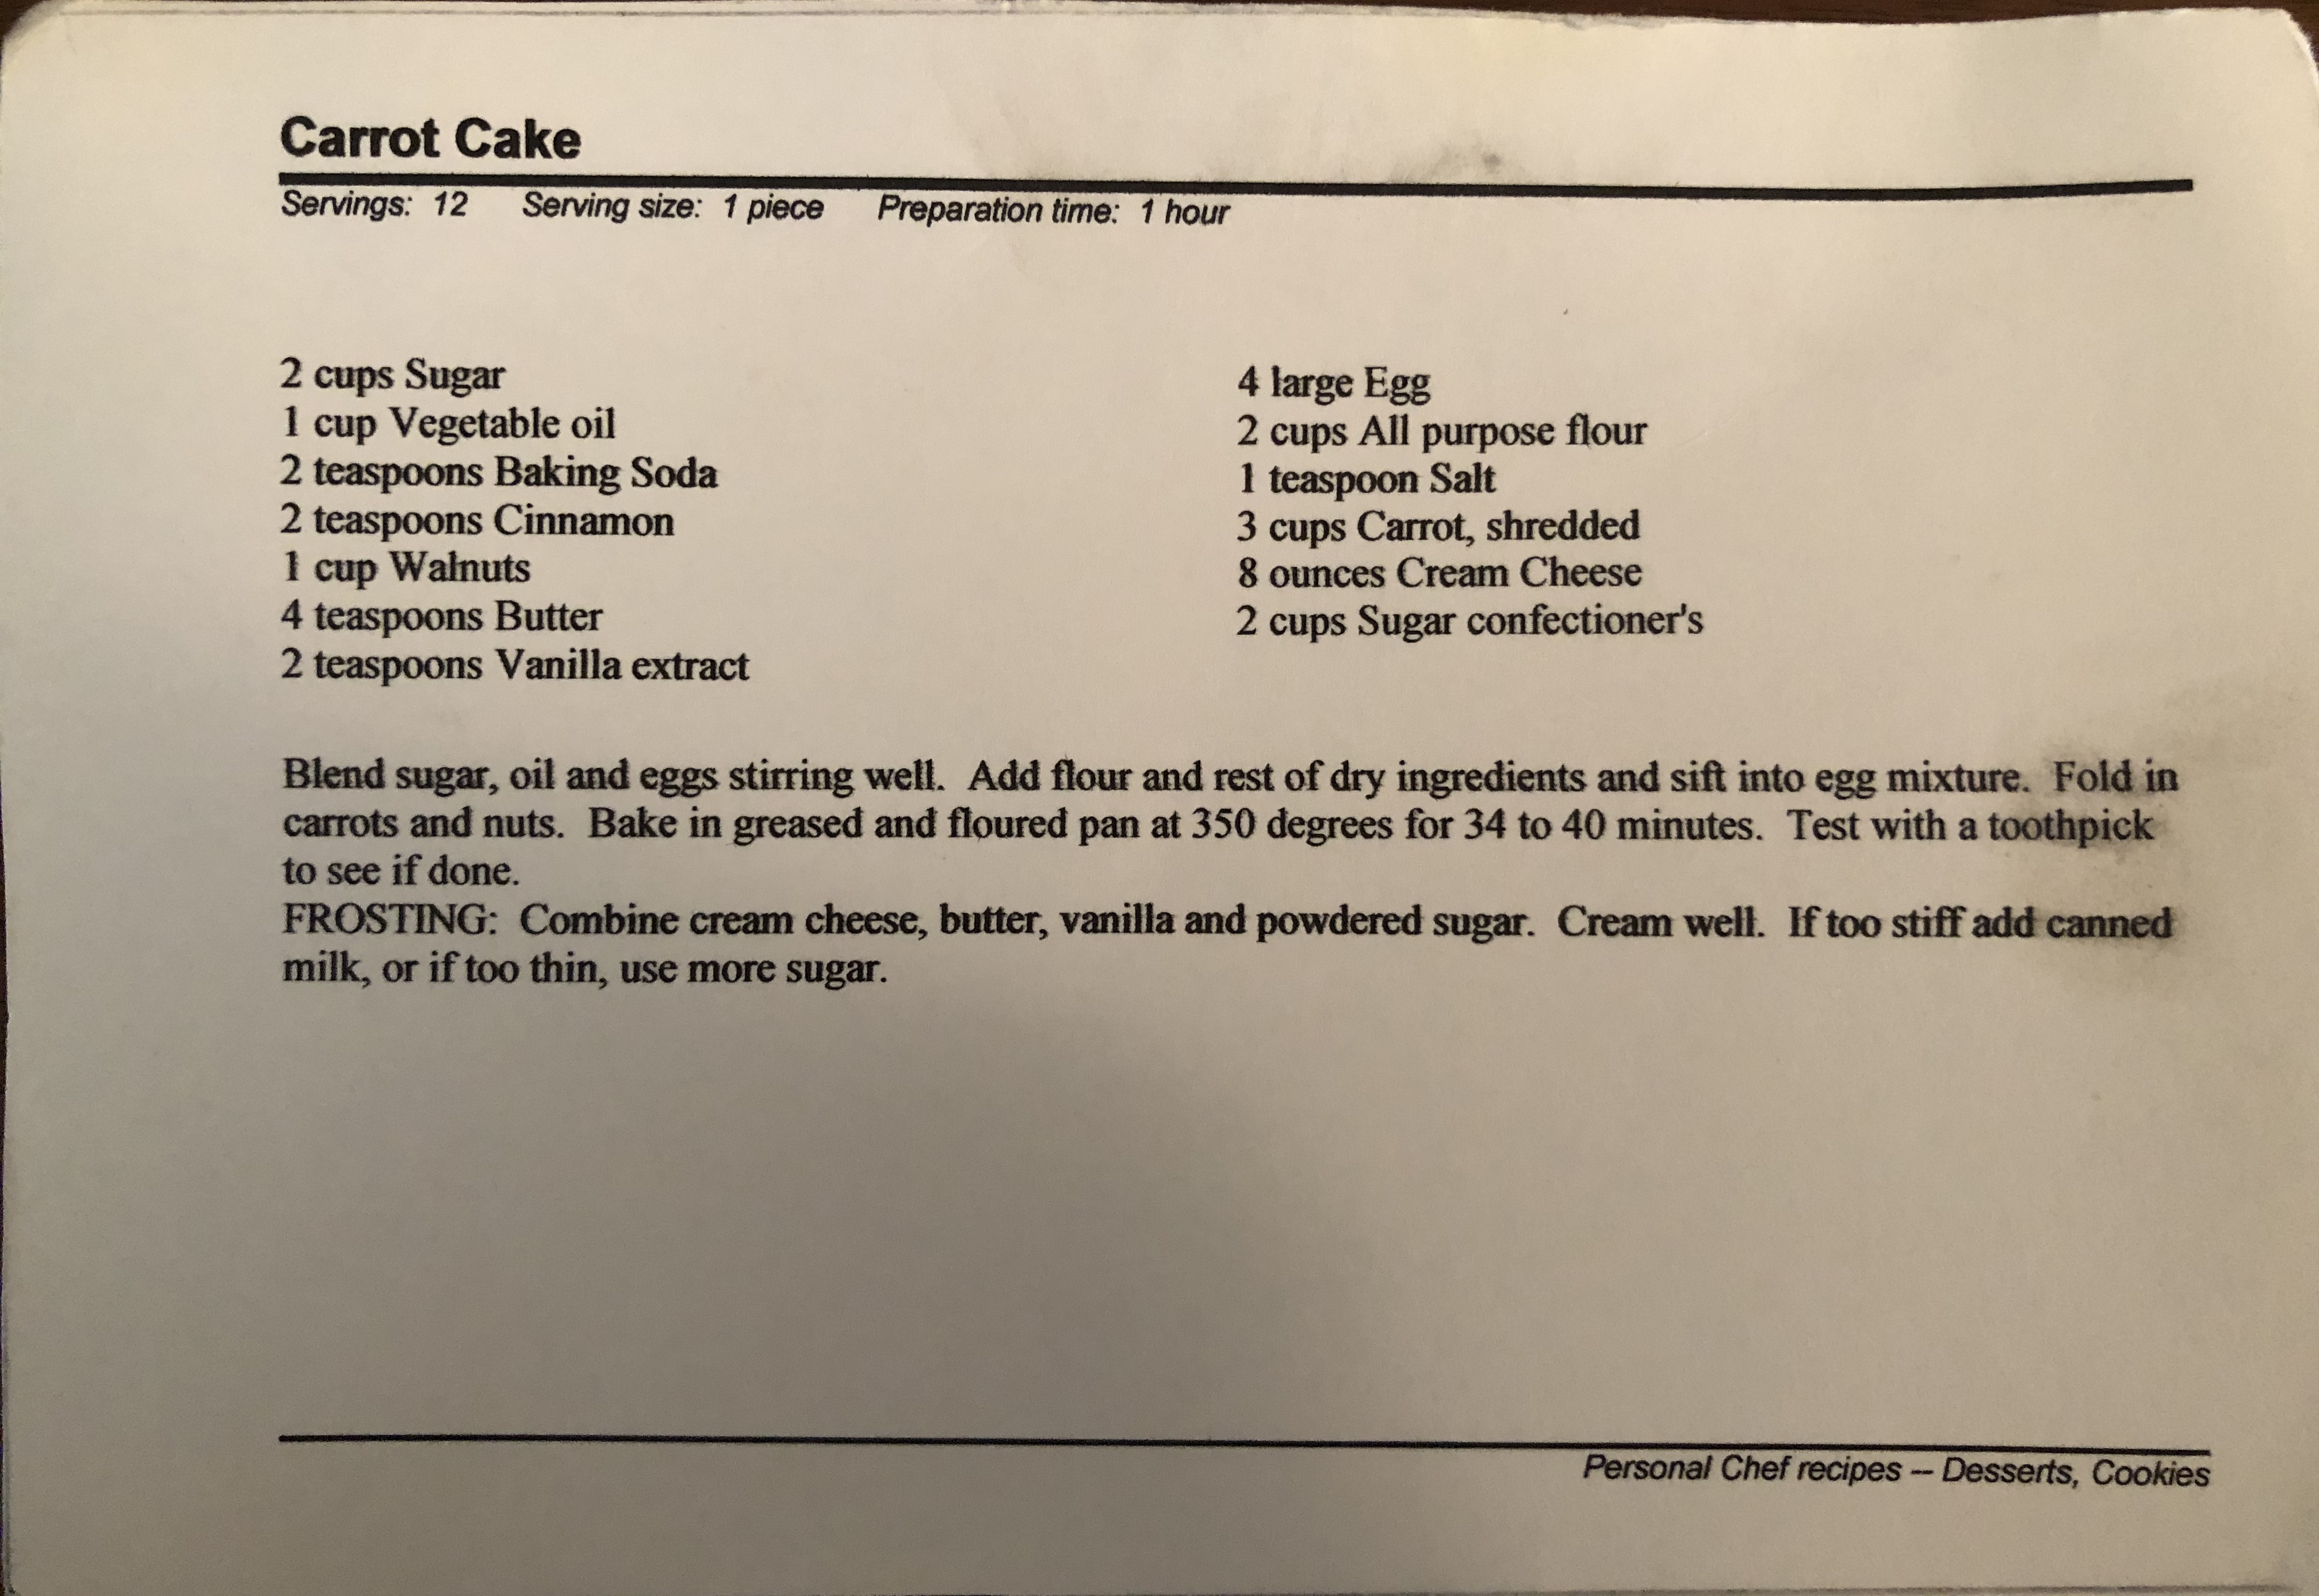 Carrot Cake
Servings: 12 Serving size: 1 piece Preparation time: 1 hour
2 cups Sugar
1 cup Vegetable oil
2 teaspoons Baking Soda
2 teaspoons Cinnamon
1 cup Walnuts
4 teaspoons Butter
2 teaspoons Vanilla extract
4 large Egg
2 cups All purpose flour
1 teaspoon Salt
3 cups Carrot, shredded
8 ounces Cream Cheese
2 cups Sugar confectioner's
Blend sugar, oil and eggs stirring well. Add flour and rest of dry ingredients and sift into egg mixture. Fold in
carrots and nuts. Bake in greased and floured pan at 350 degrees for 34 to 40 minutes. Test with a toothpick
to see if done.
FROSTING: Combine cream cheese, butter, vanilla and powdered sugar. Cream well. If too stiff add canned
milk, or if too thin, use more sugar.
Personal Chef recipes -- Desserts, Cookies